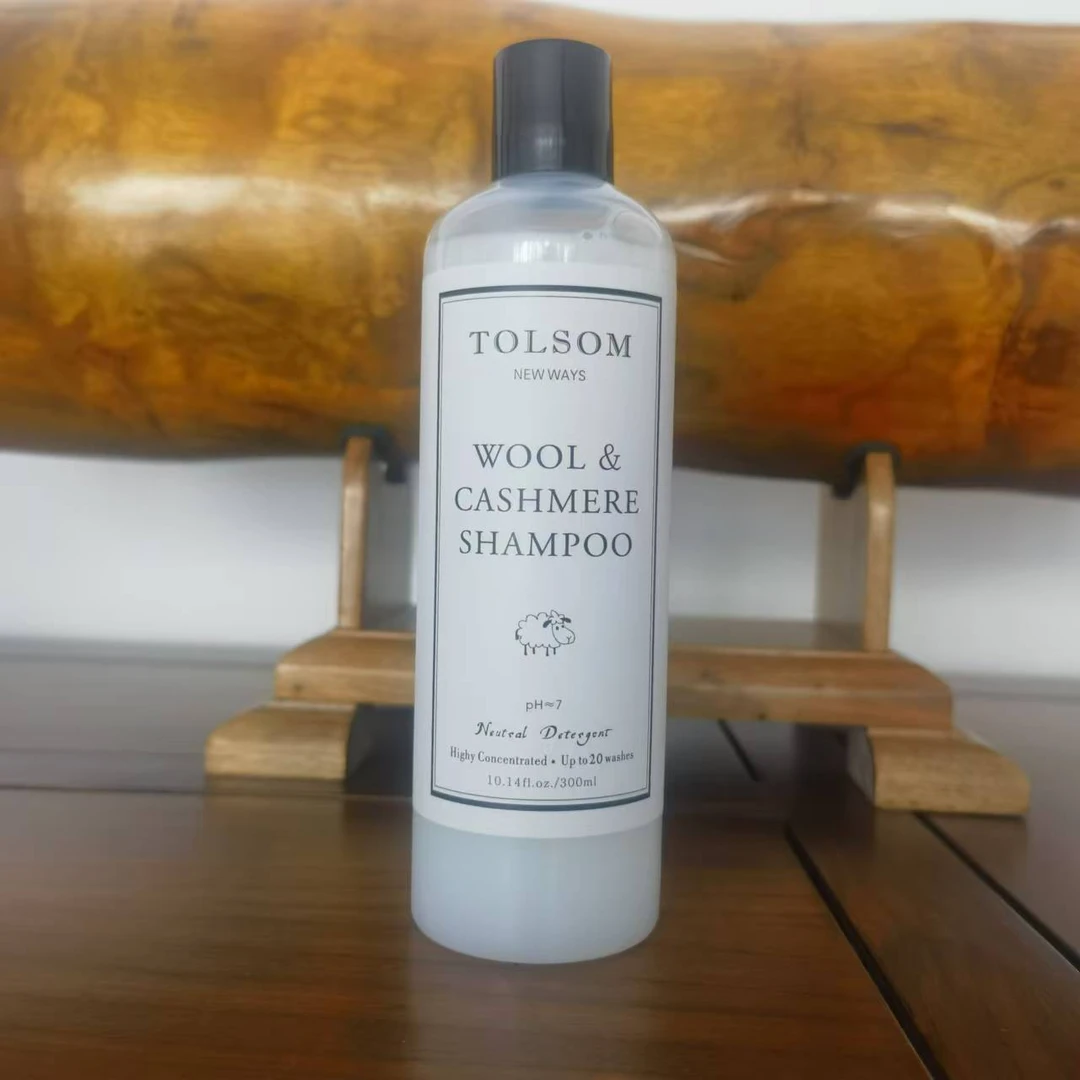 TOLSOM
NEW WAYS
WOOL &
CASHMERE
SHAMPOO
pH≈7
Neutral Detergent
Highy Concentrated • Up to 20 washes
10.14fl.oz./300ml